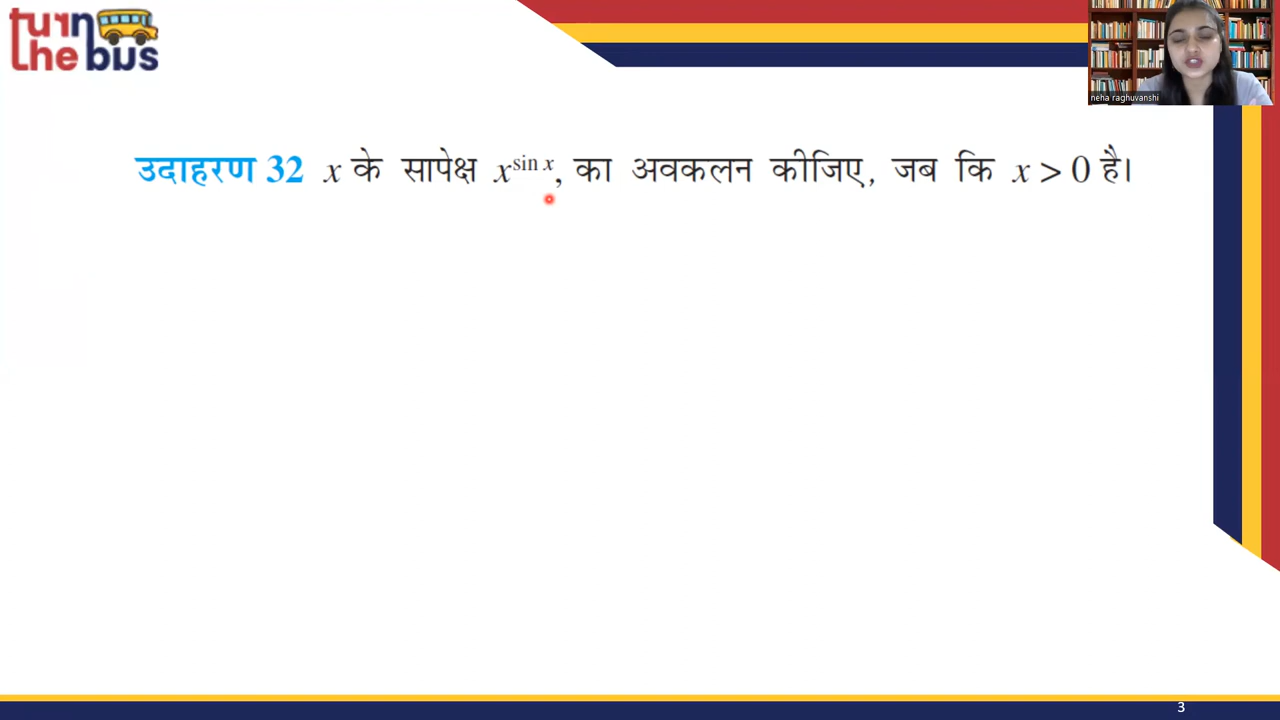 turn
the bus
neha raghuvanshi
उदाहरण 32 x के सापेक्ष x^sin x, का अवकलन कीजिए, जब कि x > 0 है।
3